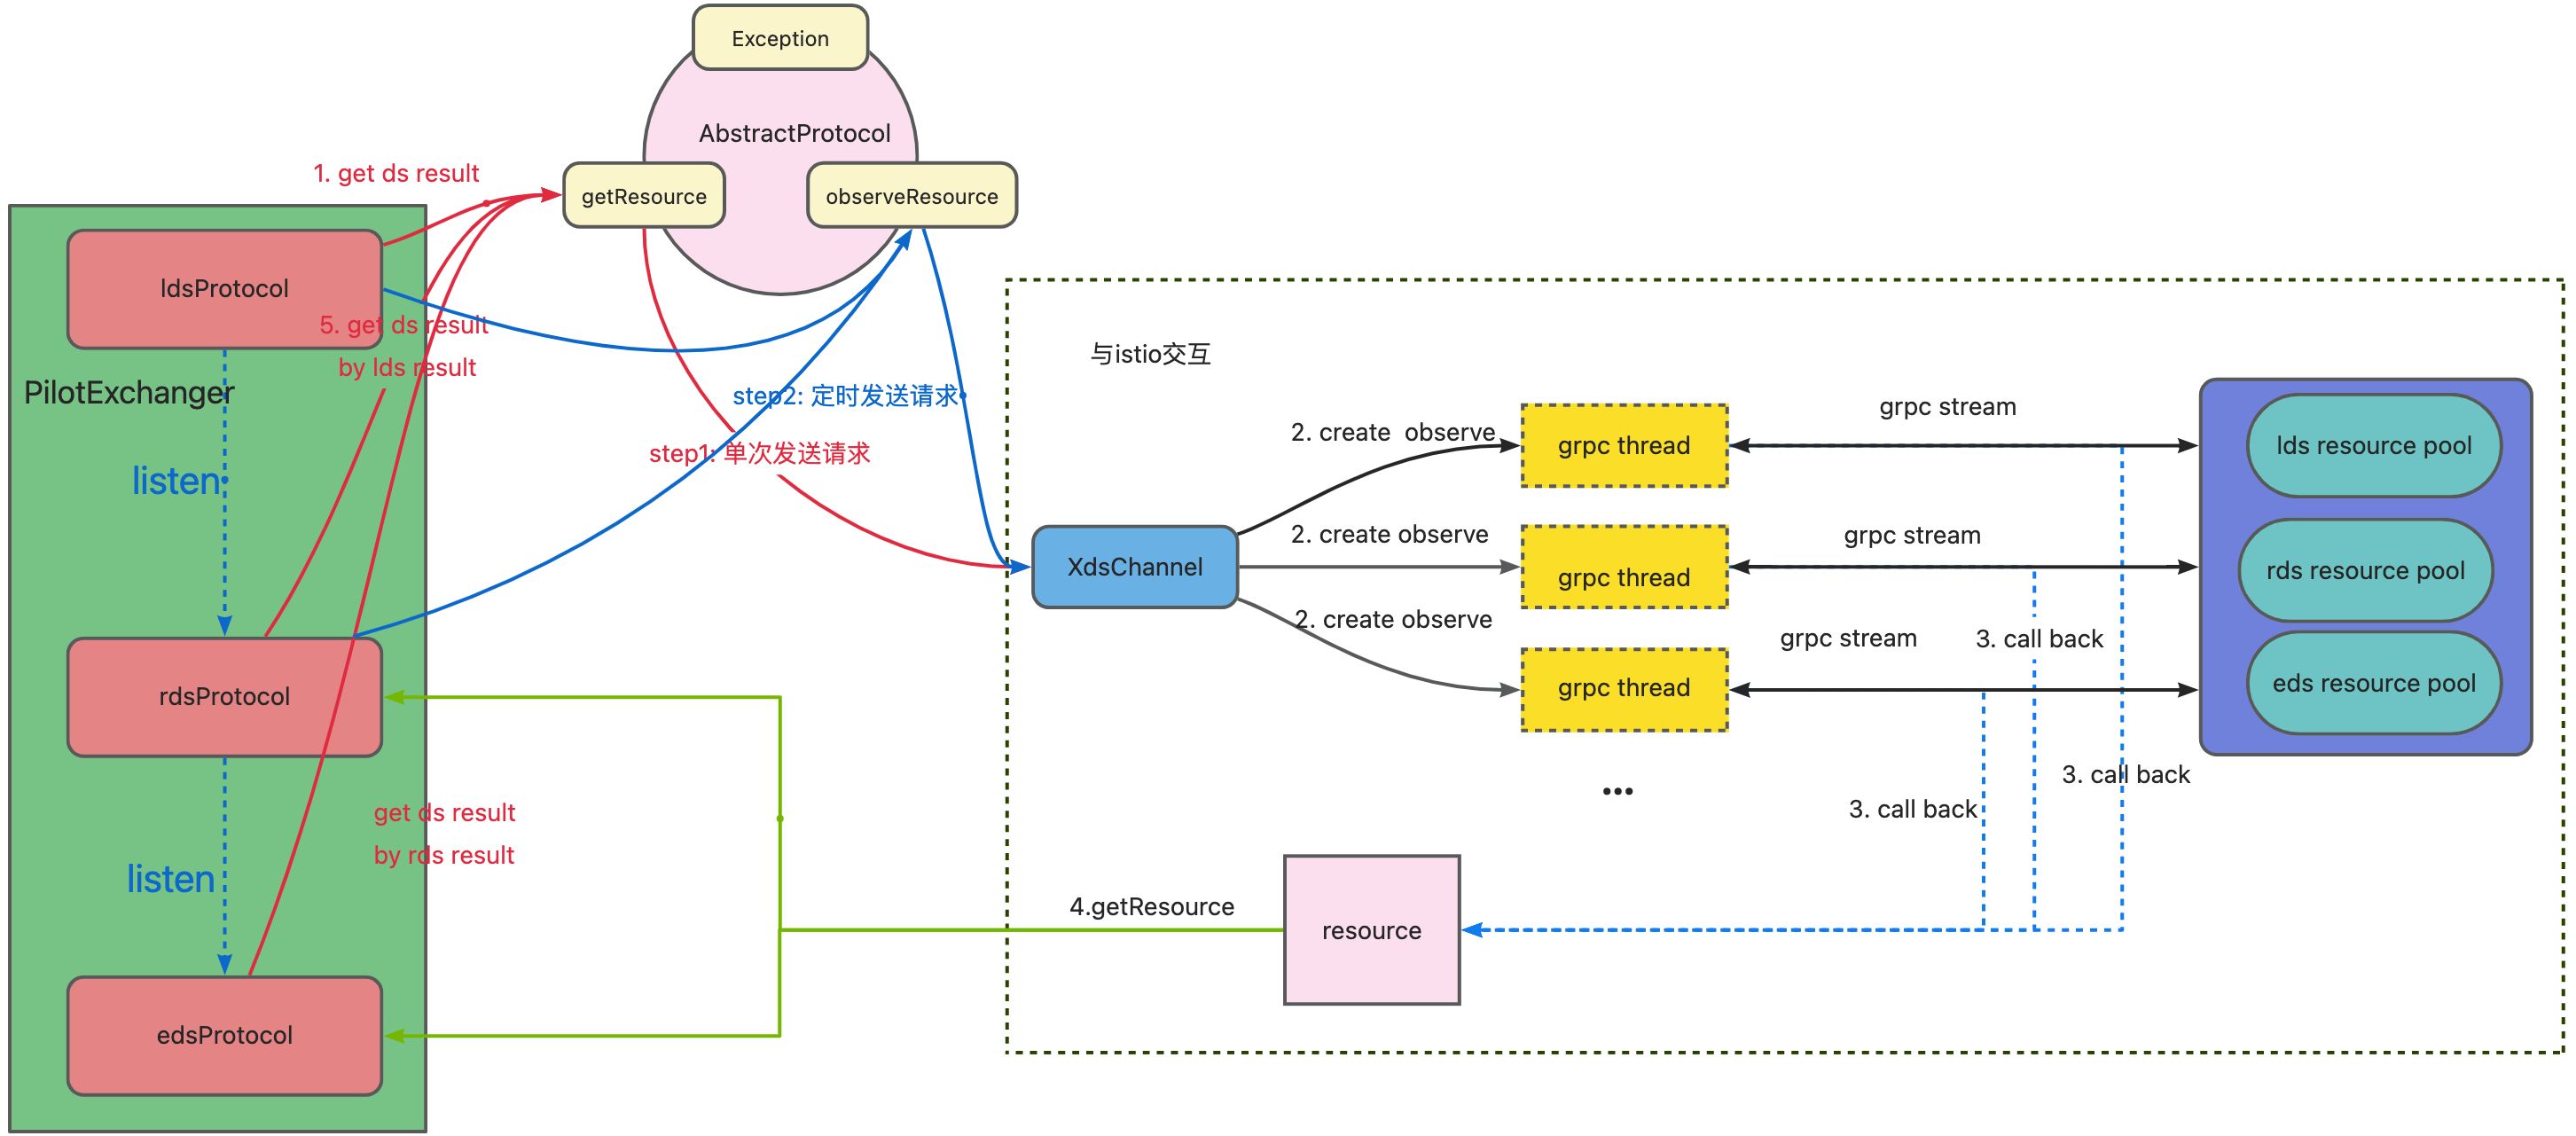 Exception
AbstractProtocol
getResource
observeResource
1. get ds result
ldsProtocol
5. get ds result
by lds result
PilotExchanger
listen
rdsProtocol
get ds result
by rds result
listen
edsProtocol
step2: 定时发送请求
step1: 单次发送请求
与istio交互
XdsChannel
2. create  observe
2. create observe
2. create observe
grpc thread
grpc thread
grpc thread
grpc stream
grpc stream
grpc stream
lds resource pool
rds resource pool
eds resource pool
3. call back
3. call back
3. call back
...
4.getResource
resource